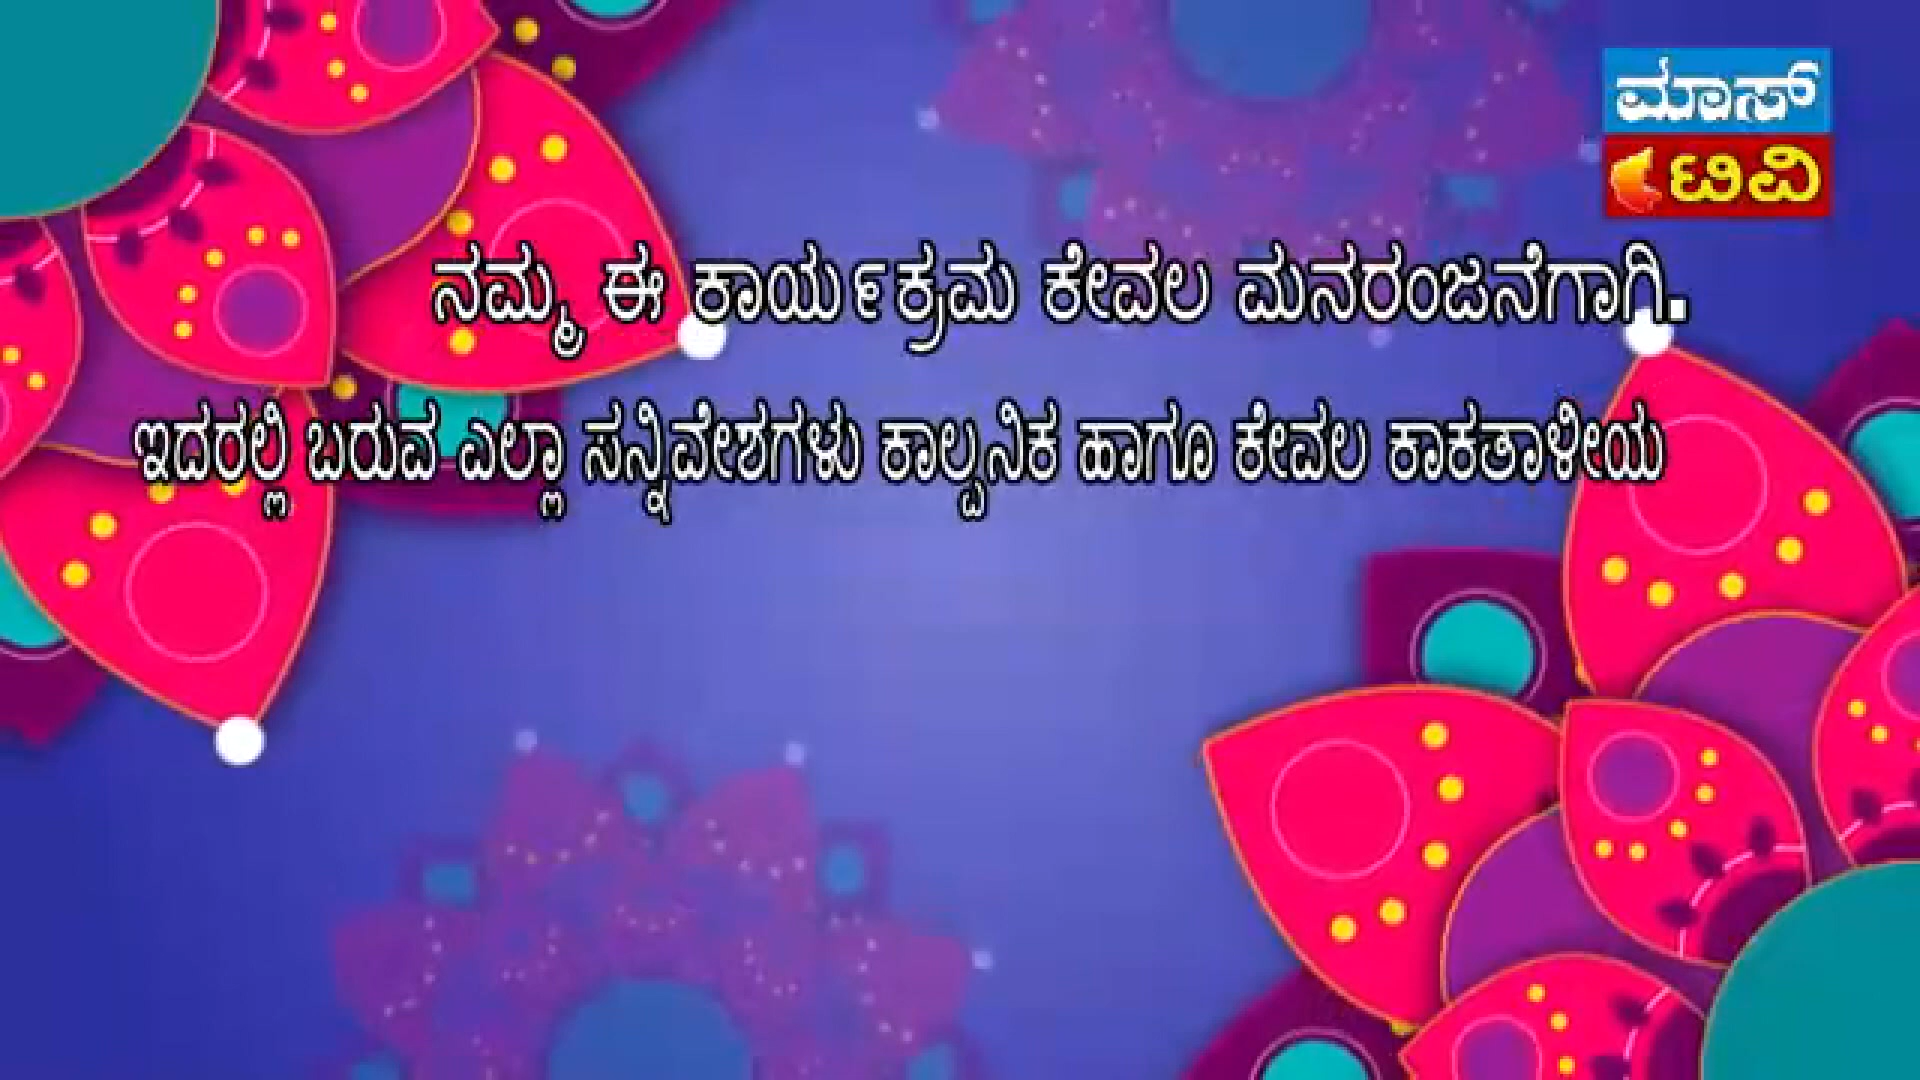 ಮಾಸ್
ಟಿವಿ
ನಮ್ಮ ಈ ಕಾರ್ಯಕ್ರಮ ಕೇವಲ ಮನರಂಜನೆಗಾಗಿ.
ಇದರಲ್ಲಿ ಬರುವ ಎಲ್ಲಾ ಸನ್ನಿವೇಶಗಳು ಕಾಲ್ಪನಿಕ ಹಾಗೂ ಕೇವಲ ಕಾಕತಾಳೀಯ